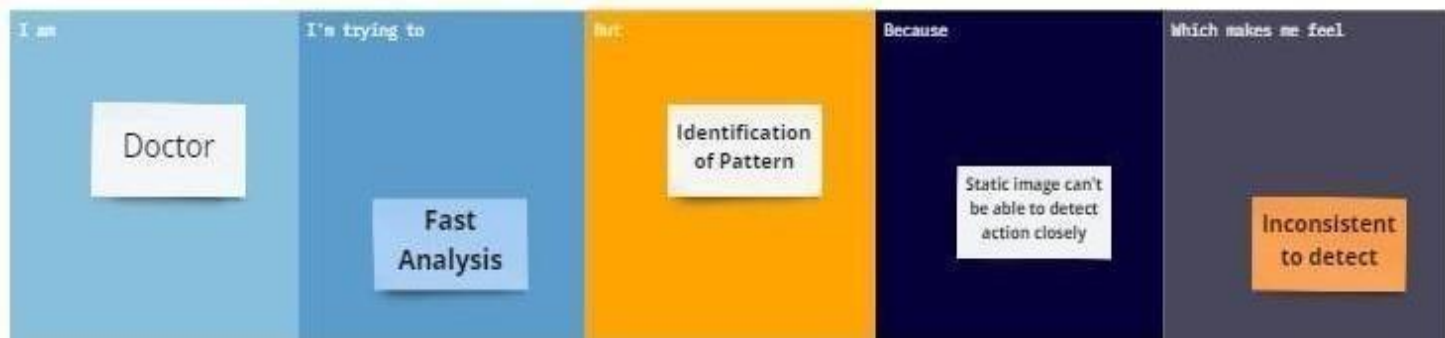 I am
Doctor
I'm trying to
Fast
Analysis
But
Identification
of Pattern
Because
Static image can't
be able to detect
action closely
Which makes me feel
Inconsistent
to detect